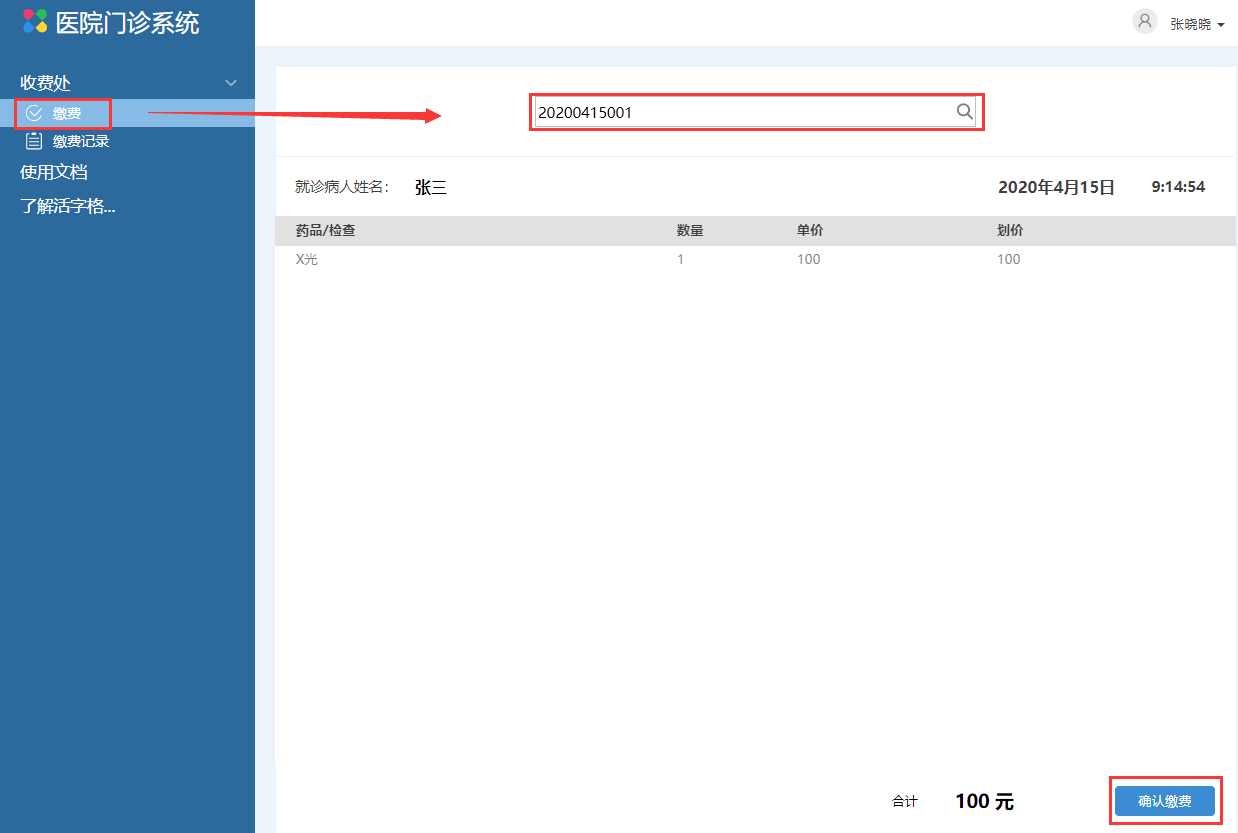 医院门诊系统
张晓晓
收费处
缴费
缴费记录
使用文档
了解活字格...
20200415001
就诊病人姓名： 张三 2020年4月15日 9:14:54
药品/检查 数量 单价 划价
X光 1 100 100
合计 100 元 确认缴费